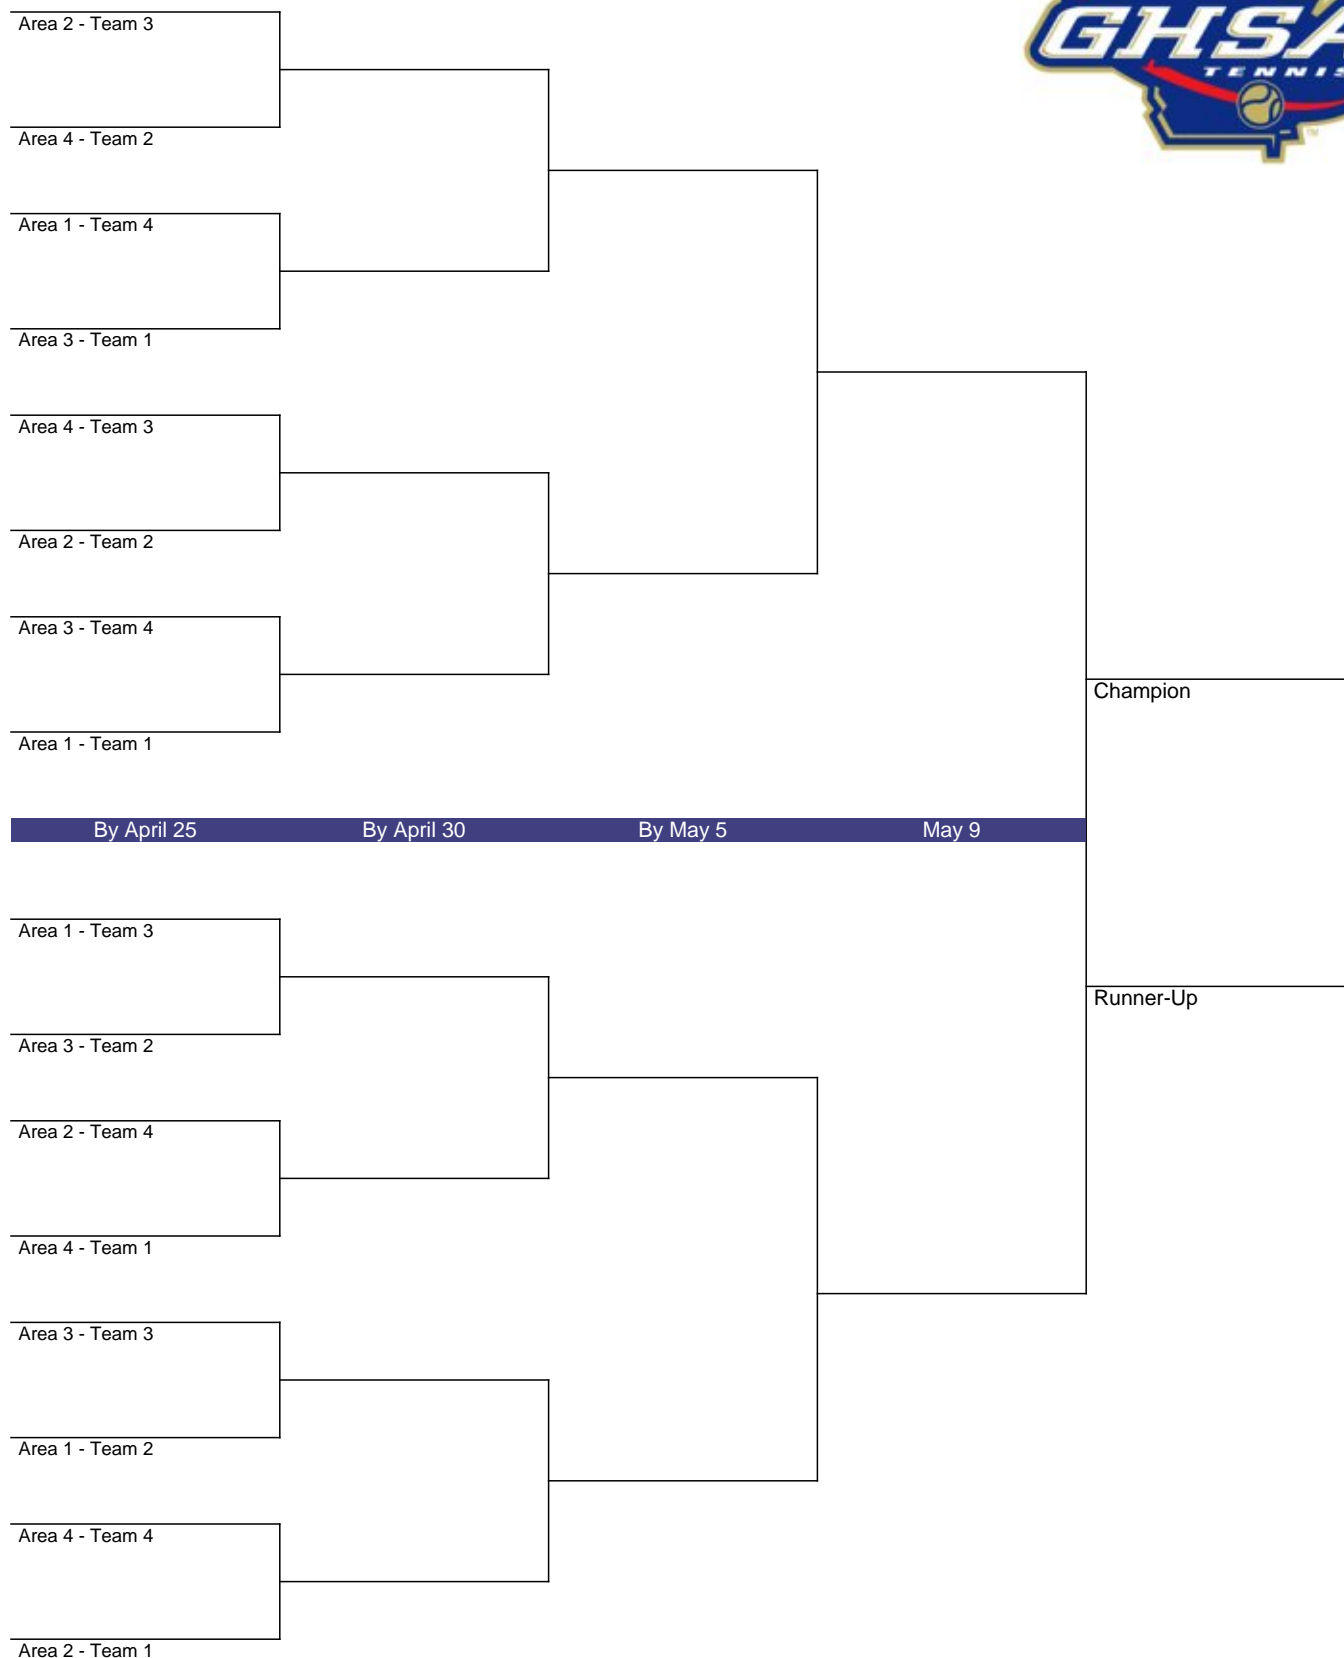 GHSA
TENNIS
TM
Area 2 - Team 3
Area 4 - Team 2
Area 1 - Team 4
Area 3 - Team 1
Area 4 - Team 3
Area 2 - Team 2
Area 3 - Team 4
Champion
Area 1 - Team 1
By April 25 By April 30 By May 5 May 9
Area 1 - Team 3
Runner-Up
Area 3 - Team 2
Area 2 - Team 4
Area 4 - Team 1
Area 3 - Team 3
Area 1 - Team 2
Area 4 - Team 4
Area 2 - Team 1